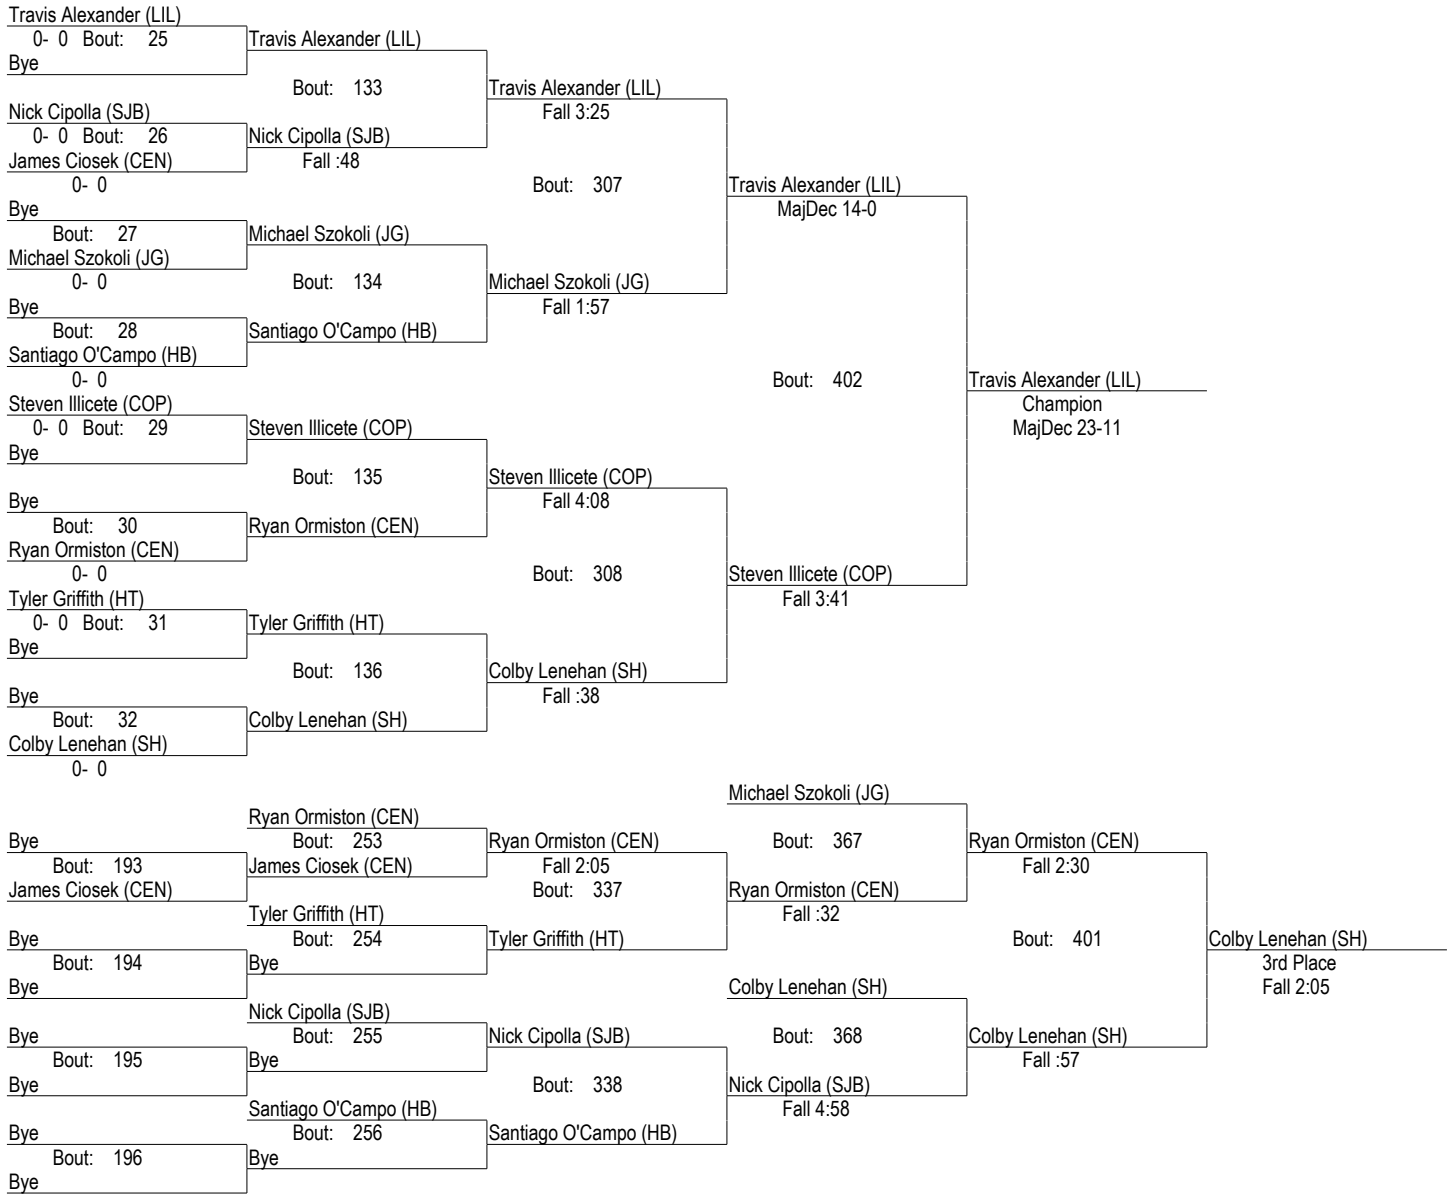 Travis Alexander (LIL)
0- 0 Bout: 25
Travis Alexander (LIL)
Bye
Bout: 133
Travis Alexander (LIL)
Nick Cipolla (SJB)
Fall 3:25
0- 0 Bout: 26
Nick Cipolla (SJB)
James Ciosek (CEN)
Fall :48
0- 0
Bout: 307
Travis Alexander (LIL)
Bye
MajDec 14-0
Bout: 27
Michael Szokoli (JG)
Michael Szokoli (JG)
0- 0
Bout: 134
Michael Szokoli (JG)
Bye
Fall 1:57
Bout: 28
Santiago O'Campo (HB)
Santiago O'Campo (HB)
0- 0
Bout: 402
Travis Alexander (LIL)
Steven Illicete (COP)
Champion
0- 0 Bout: 29
Steven Illicete (COP)
MajDec 23-11
Bye
Bout: 135
Steven Illicete (COP)
Bye
Fall 4:08
Bout: 30
Ryan Ormiston (CEN)
Ryan Ormiston (CEN)
0- 0
Bout: 308
Steven Illicete (COP)
Tyler Griffith (HT)
Fall 3:41
0- 0 Bout: 31
Tyler Griffith (HT)
Bye
Bout: 136
Colby Lenehan (SH)
Bye
Fall :38
Bout: 32
Colby Lenehan (SH)
Colby Lenehan (SH)
0- 0
Michael Szokoli (JG)
Ryan Ormiston (CEN)
Bye
Bout: 253
Ryan Ormiston (CEN)
Bout: 367
Ryan Ormiston (CEN)
Bout: 193
James Ciosek (CEN)
Fall 2:05
Fall 2:30
James Ciosek (CEN)
Bout: 337
Ryan Ormiston (CEN)
Tyler Griffith (HT)
Fall :32
Bye
Bout: 254
Tyler Griffith (HT)
Bout: 401
Colby Lenehan (SH)
Bout: 194
Bye
3rd Place
Bye
Colby Lenehan (SH)
Fall 2:05
Nick Cipolla (SJB)
Bye
Bout: 255
Nick Cipolla (SJB)
Bout: 368
Colby Lenehan (SH)
Bout: 195
Bye
Fall :57
Bye
Bout: 338
Nick Cipolla (SJB)
Santiago O'Campo (HB)
Fall 4:58
Bye
Bout: 256
Santiago O'Campo (HB)
Bout: 196
Bye
Bye